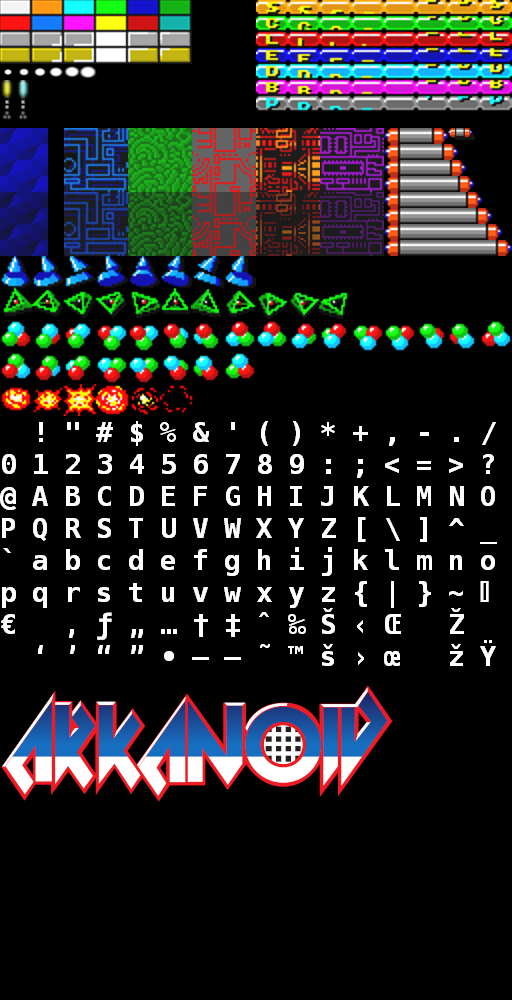 ! " # $ % & ' ( ) * + , - . /
0 1 2 3 4 5 6 7 8 9 : ; < = > ?
@ A B C D E F G H I J K L M N O
P Q R S T U V W X Y Z [ \ ] ^ _
` a b c d e f g h i j k l m n o
p q r s t u v w x y z { | } ~
€ ‚ ƒ „ … † ‡ ˆ ‰ Š ‹ Œ Ž
‘ ’ “ ” • – — ˜ ™ š › œ ž Ÿ
ARKANOID